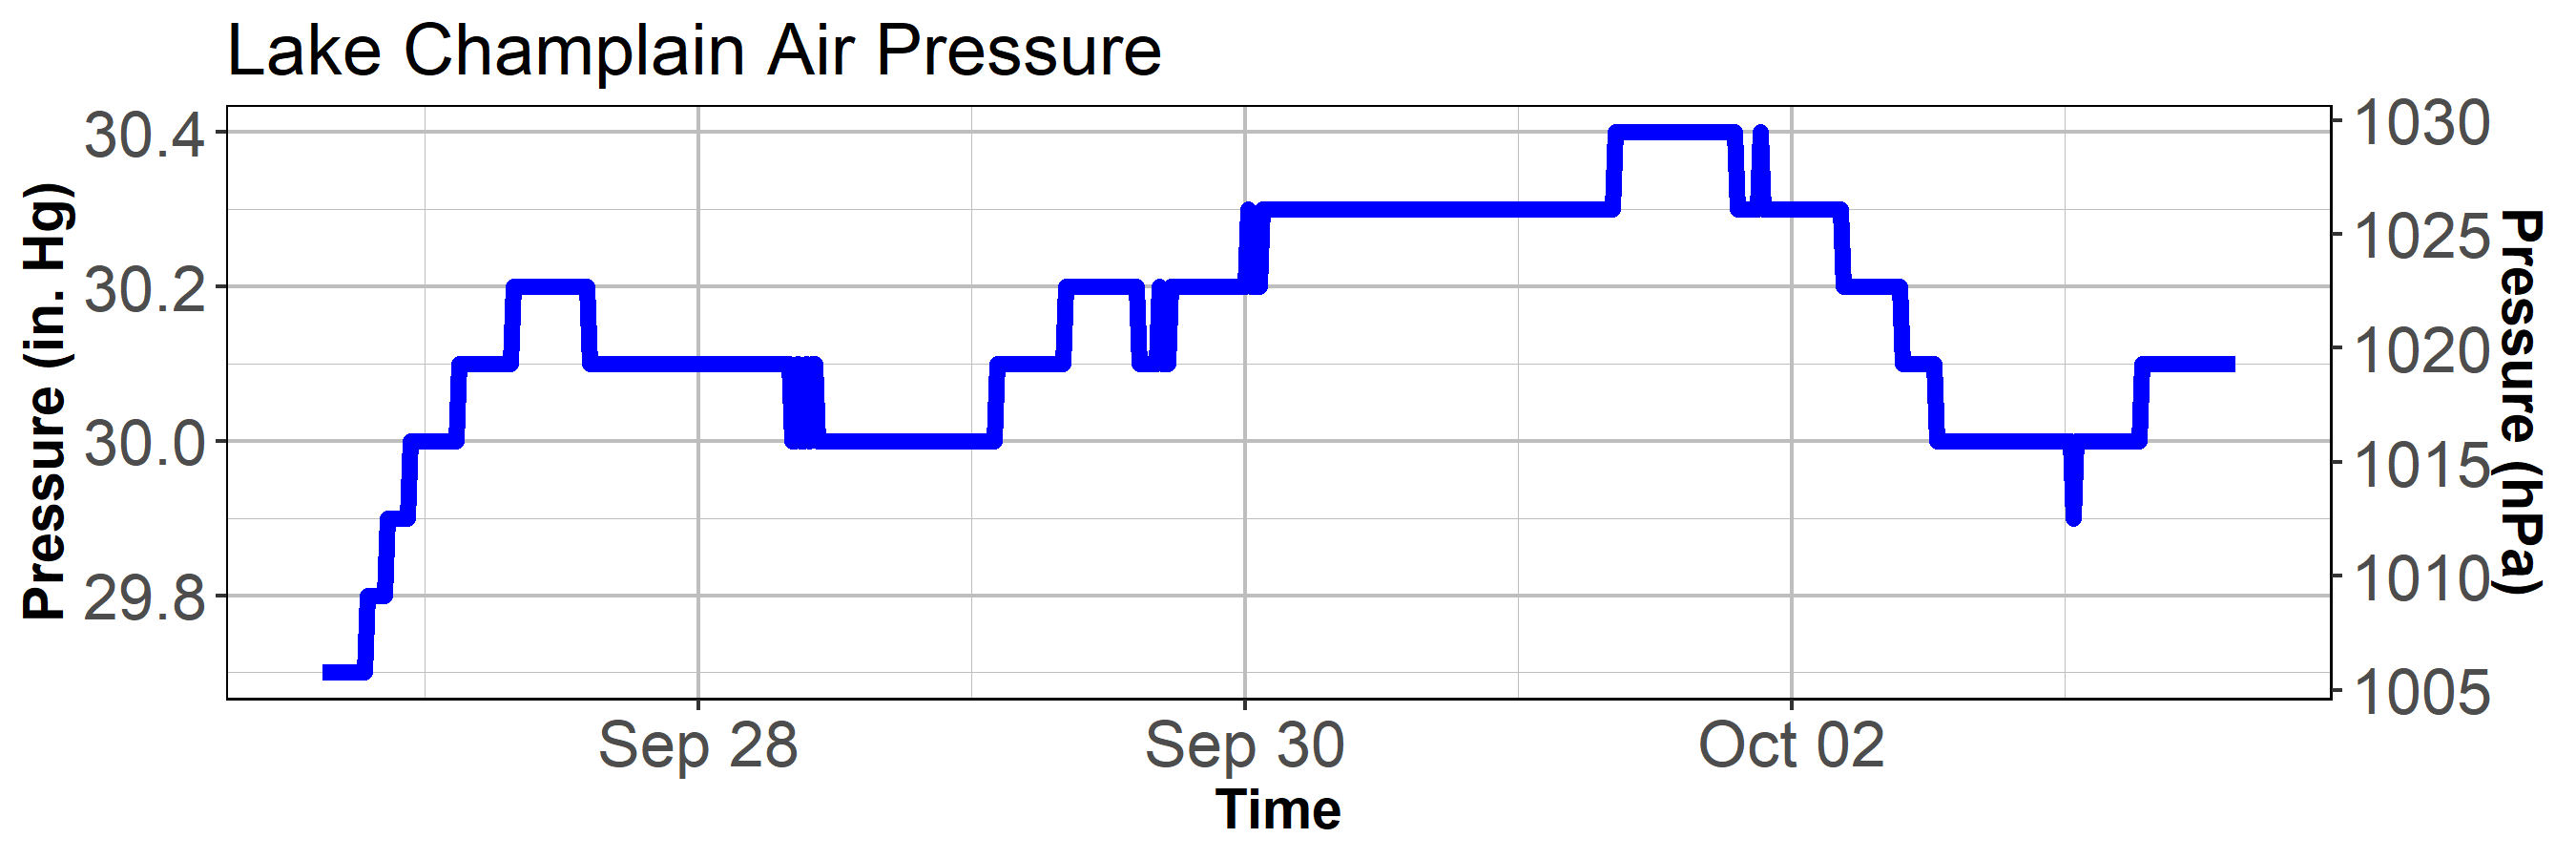 Lake Champlain Air Pressure
Pressure (in. Hg)
30.4
30.2
30.0
29.8
1030
1025
1020
1015
1010
1005
Pressure (hPa)
Sep 28
Sep 30
Oct 02
Time